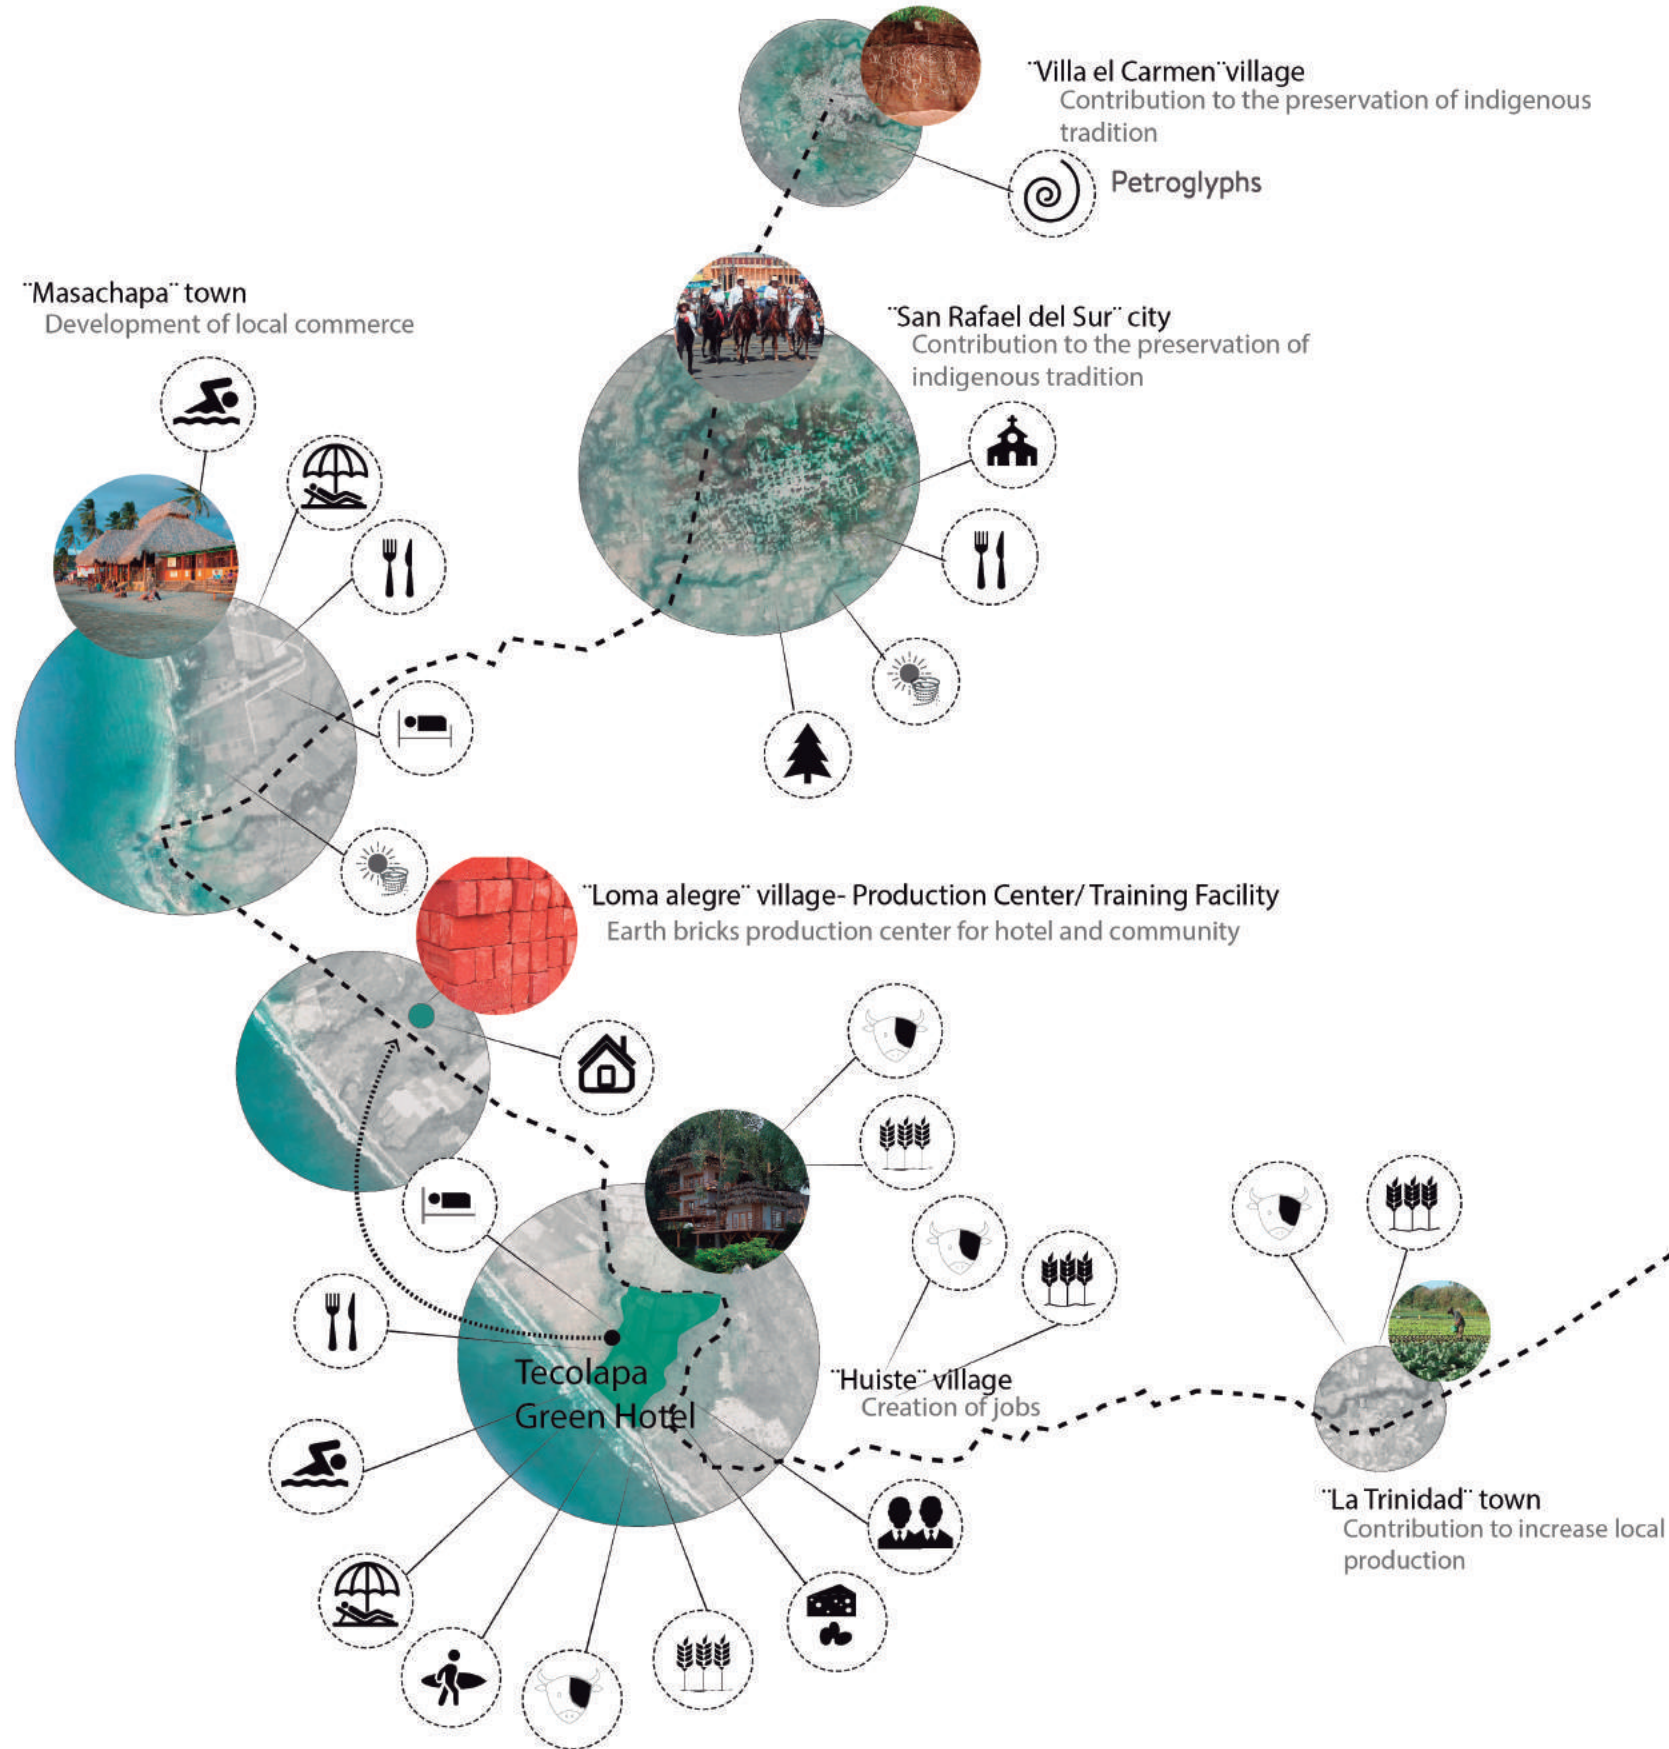 ¨Villa el Carmen¨village
Contribution to the preservation of indigenous
tradition
Petroglyphs
¨Masachapa¨ town
Development of local commerce
¨San Rafael del Sur¨ city
Contribution to the preservation of
indigenous tradition
¨Loma alegre¨ village- Production Center/ Training Facility
Earth bricks production center for hotel and community
Tecolapa
Green Hotel
¨Huiste¨ village
Creation of jobs
¨La Trinidad¨ town
Contribution to increase local
production